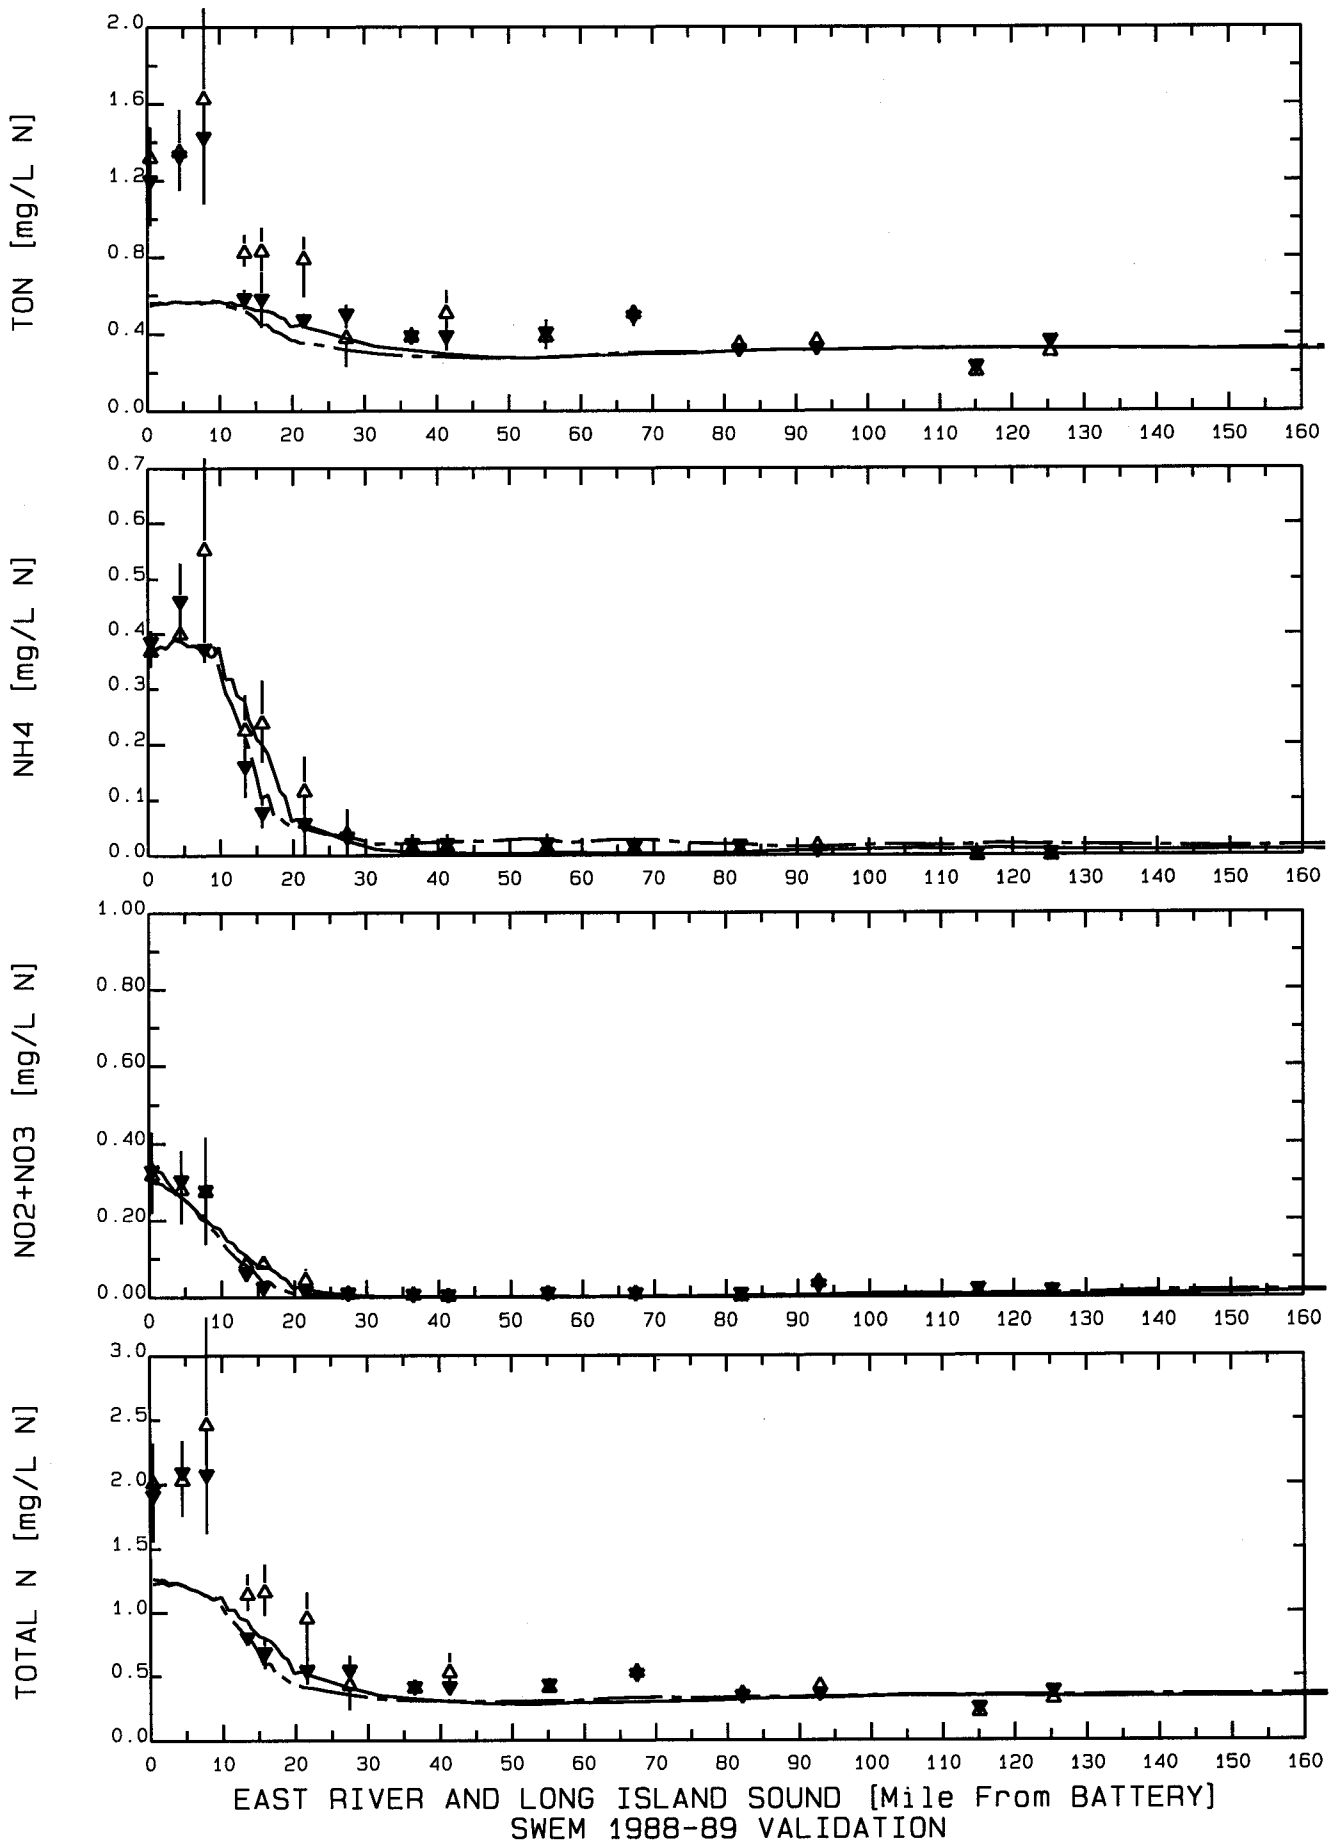 TON [mg/L N]
2.0
1.6
1.2
0.8
0.4
0.0
0 10 20 30 40 50 60 70 80 90 100 110 120 130 140 150 160
NH4 [mg/L N]
0.7
0.6
0.5
0.4
0.3
0.2
0.1
0.0
0 10 20 30 40 50 60 70 80 90 100 110 120 130 140 150 160
NO2+NO3 [mg/L N]
1.00
0.80
0.60
0.40
0.20
0.00
0 10 20 30 40 50 60 70 80 90 100 110 120 130 140 150 160
TOTAL N [mg/L N]
3.0
2.5
2.0
1.5
1.0
0.5
0.0
0 10 20 30 40 50 60 70 80 90 100 110 120 130 140 150 160
EAST RIVER AND LONG ISLAND SOUND [Mile From BATTERY]
SWEM 1988-89 VALIDATION